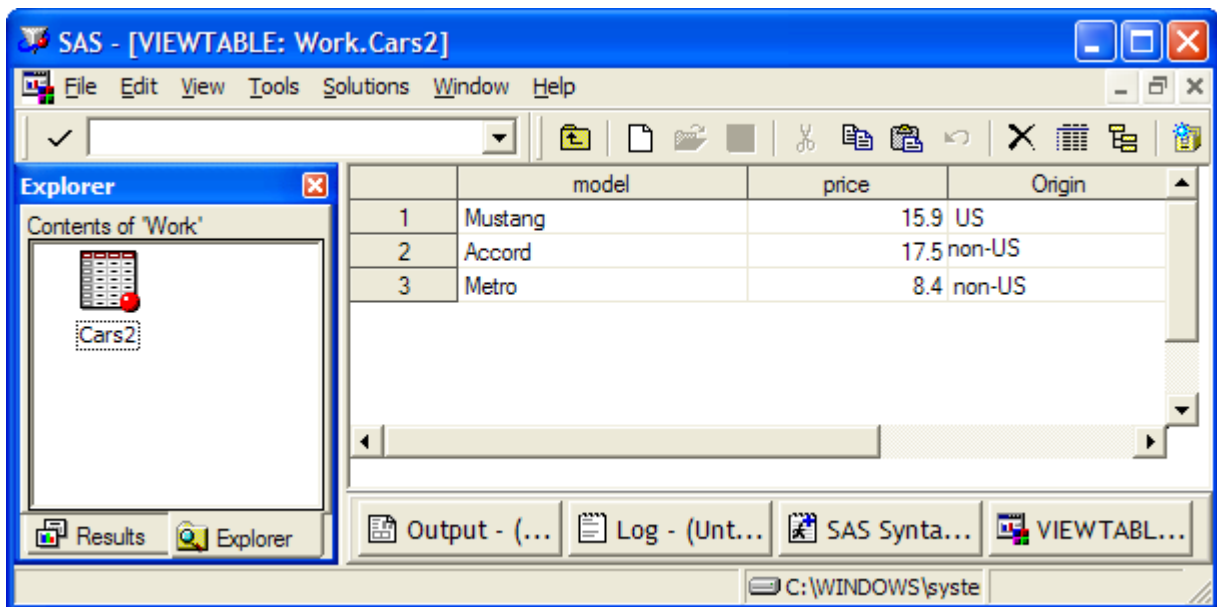 SAS - [VIEWTABLE: Work.Cars2]
File Edit View Tools Solutions Window Help
Explorer
Contents of 'Work'
Cars2
model price Origin
1 Mustang 15.9 US
2 Accord 17.5 non-US
3 Metro 8.4 non-US
Results Explorer
Output - (... Log - (Unt... SAS Synta... VIEWTABL...
C:\WINDOWS\syste